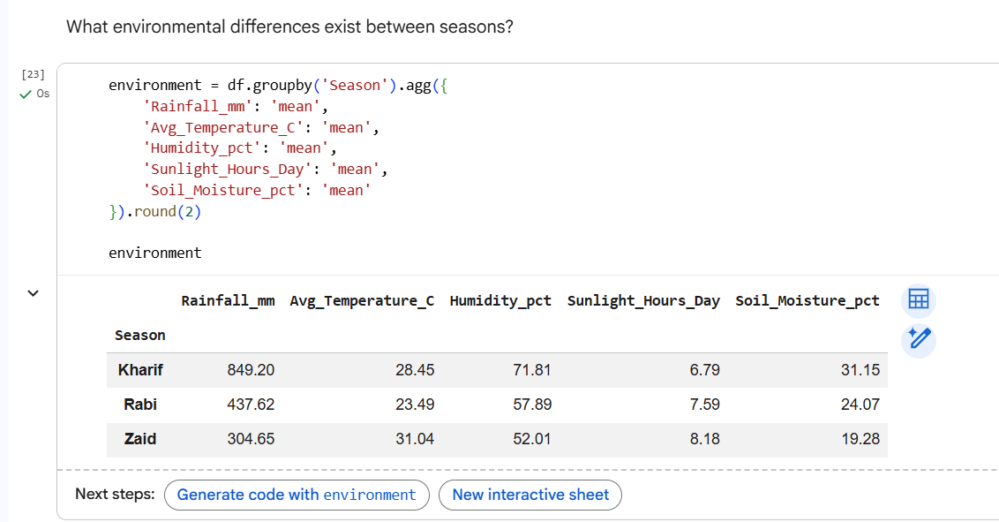 What environmental differences exist between seasons?
[23]
0s
environment = df.groupby('Season').agg({
    'Rainfall_mm': 'mean',
    'Avg_Temperature_C': 'mean',
    'Humidity_pct': 'mean',
    'Sunlight_Hours_Day': 'mean',
    'Soil_Moisture_pct': 'mean'
}).round(2)
environment
Rainfall_mm Avg_Temperature_C Humidity_pct Sunlight_Hours_Day Soil_Moisture_pct
Season
Kharif 849.20 28.45 71.81 6.79 31.15
Rabi 437.62 23.49 57.89 7.59 24.07
Zaid 304.65 31.04 52.01 8.18 19.28
Next steps: Generate code with environment New interactive sheet